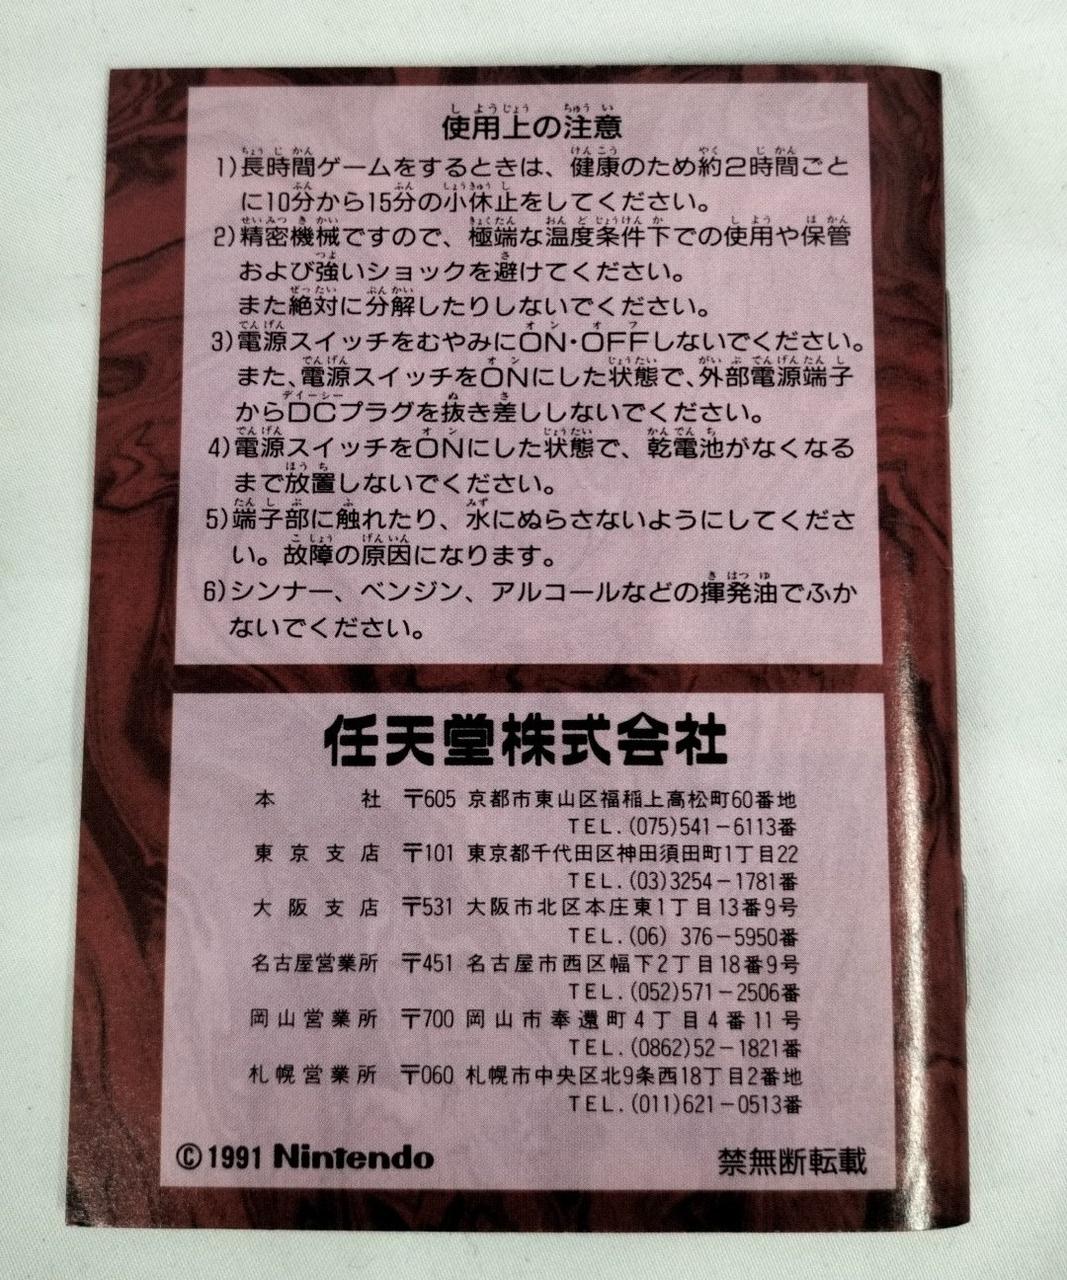 使用上の注意
1)長時間ゲームをするときは、健康のため約2時間ごと
に10分から15分の小休止をしてください。
2)精密機械ですので、極端な温度条件下での使用や保管
および強いショックを避けてください。
また絶対に分解したりしないでください。
3)電源スイッチをむやみにON・OFFしないでください。
また、電源スイッチをONにした状態で、外部電源端子
からDCプラグを抜き差ししないでください。
4)電源スイッチをONにした状態で、乾電池がなくなる
まで放置しないでください。
5)端子部に触れたり、水にぬらさないようにしてくださ
い。故障の原因になります。
6)シンナー、ベンジン、アルコールなどの揮発油でふか
ないでください。
任天堂株式会社
本社 〒605 京都市東山区福稲上高松町60番地
TEL.(075)541-6113番
東京支店 〒101 東京都千代田区神田須田町1丁目22
TEL.(03)3254-1781番
大阪支店 〒531 大阪市北区本庄東1丁目13番9号
TEL.(06) 376-5950番
名古屋営業所 〒451 名古屋市西区幅下2丁目18番9号
TEL.(052)571-2506番
岡山営業所 〒700 岡山市奉還町4丁目4番11号
TEL.(0862)52-1821番
札幌営業所 〒060 札幌市中央区北9条西18丁目2番地
TEL.(011)621-0513番
©1991 Nintendo 禁無断転載